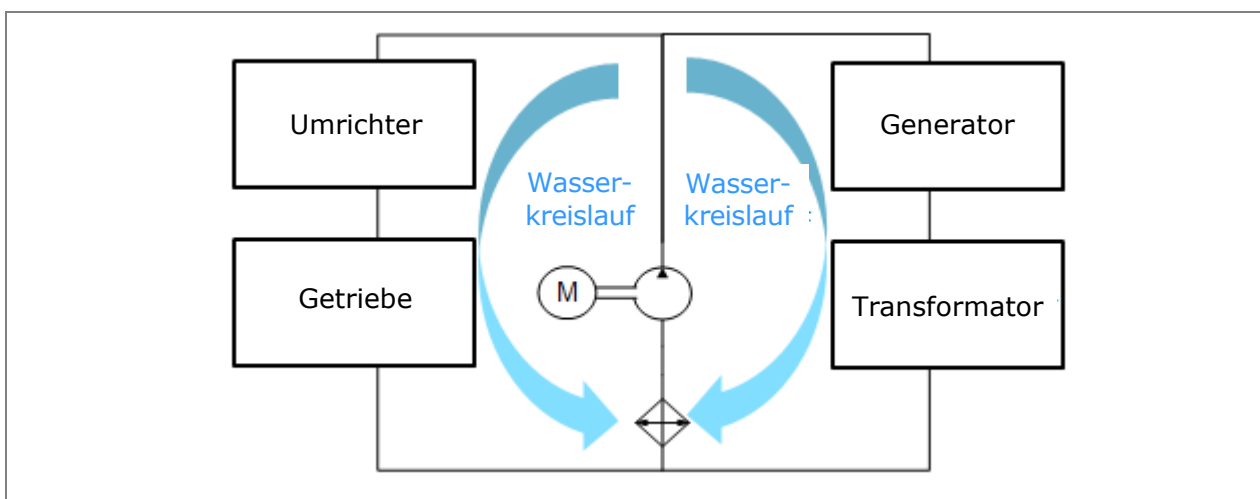 Umrichter
Generator
Wasser-
kreislauf
Wasser-
kreislauf
Getriebe
M
Transformator